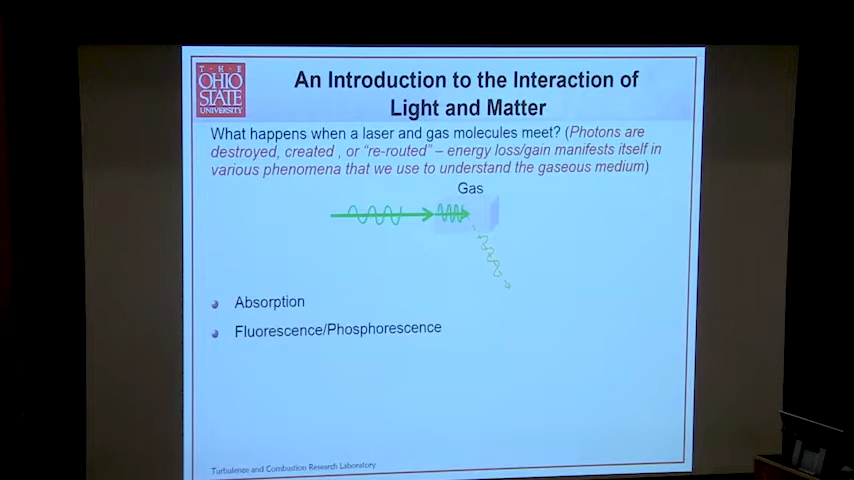 T · H · E
OHIO
STATE
UNIVERSITY
An Introduction to the Interaction of
Light and Matter
What happens when a laser and gas molecules meet? (Photons are
destroyed, created , or "re-routed" – energy loss/gain manifests itself in
various phenomena that we use to understand the gaseous medium)
Gas
Absorption
Fluorescence/Phosphorescence
Turbulence and Combustion Research Laboratory